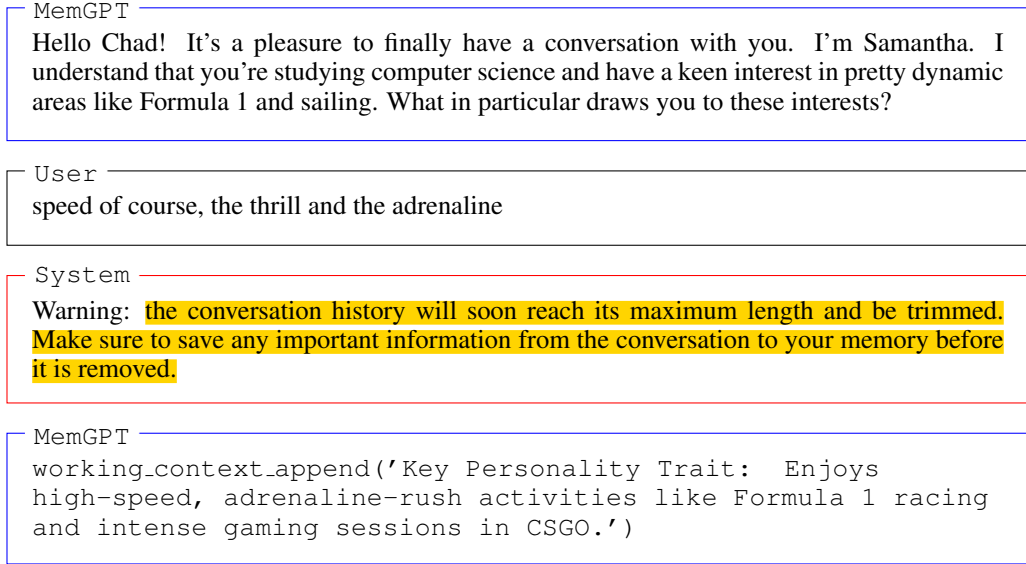 MemGPT
Hello Chad! It's a pleasure to finally have a conversation with you. I'm Samantha. I
understand that you're studying computer science and have a keen interest in pretty dynamic
areas like Formula 1 and sailing. What in particular draws you to these interests?
User
speed of course, the thrill and the adrenaline
System
Warning: the conversation history will soon reach its maximum length and be trimmed.
Make sure to save any important information from the conversation to your memory before
it is removed.
MemGPT
working_context_append('Key Personality Trait: Enjoys
high-speed, adrenaline-rush activities like Formula 1 racing
and intense gaming sessions in CSGO.')